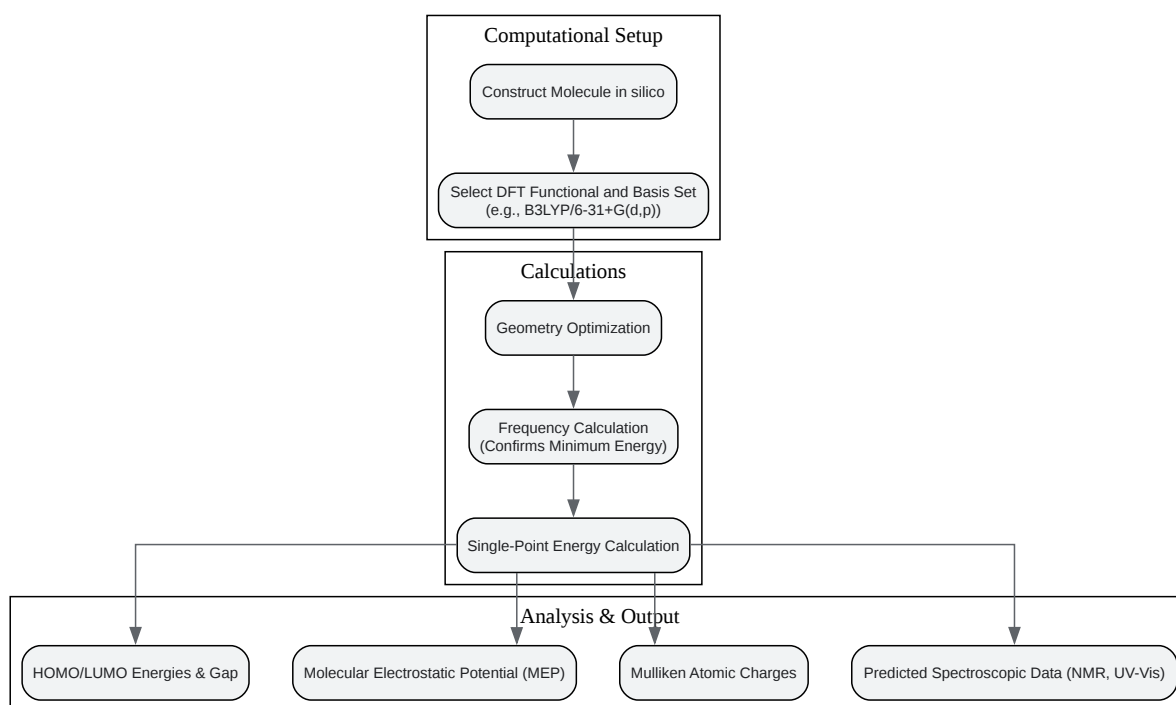 Computational Setup
Construct Molecule in silico
Select DFT Functional and Basis Set
(e.g., B3LYP/6-31+G(d,p))
Calculations
Geometry Optimization
Frequency Calculation
(Confirms Minimum Energy)
Single-Point Energy Calculation
Analysis & Output
HOMO/LUMO Energies & Gap
Molecular Electrostatic Potential (MEP)
Mulliken Atomic Charges
Predicted Spectroscopic Data (NMR, UV-Vis)